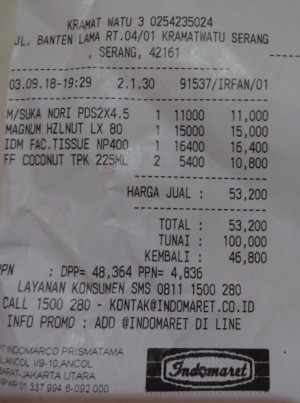 KRAMAT WATU 3 0254235024
JL. BANTEN LAMA RT.04/01 KRAMATWATU SERANG
, SERANG, 42161
03.09.18-19:29 2.1.30 91537/IRFAN/01
M/SUKA NORI PDS2X4.5 1 11000 11,000
MAGNUM HZLNUT LX 80 1 15000 15,000
IDM FAC.TISSUE NP400 1 16400 16,400
FF COCONUT TPK 225ML 2 5400 10,800
HARGA JUAL : 53,200
TOTAL : 53,200
TUNAI : 100,000
KEMBALI : 46,800
PPN : DPP= 48,364 PPN= 4,836
LAYANAN KONSUMEN SMS 0811 1500 280
CALL 1500 280 - KONTAK@INDOMARET.CO.ID
INFO PROMO : ADD @INDOMARET DI LINE
PT.INDOMARCO PRISMATAMA
JL.ANCOL I/9-10,ANCOL
BARAT-JAKARTA UTARA
NPWP 01.337.994.6-092.000
Indomaret